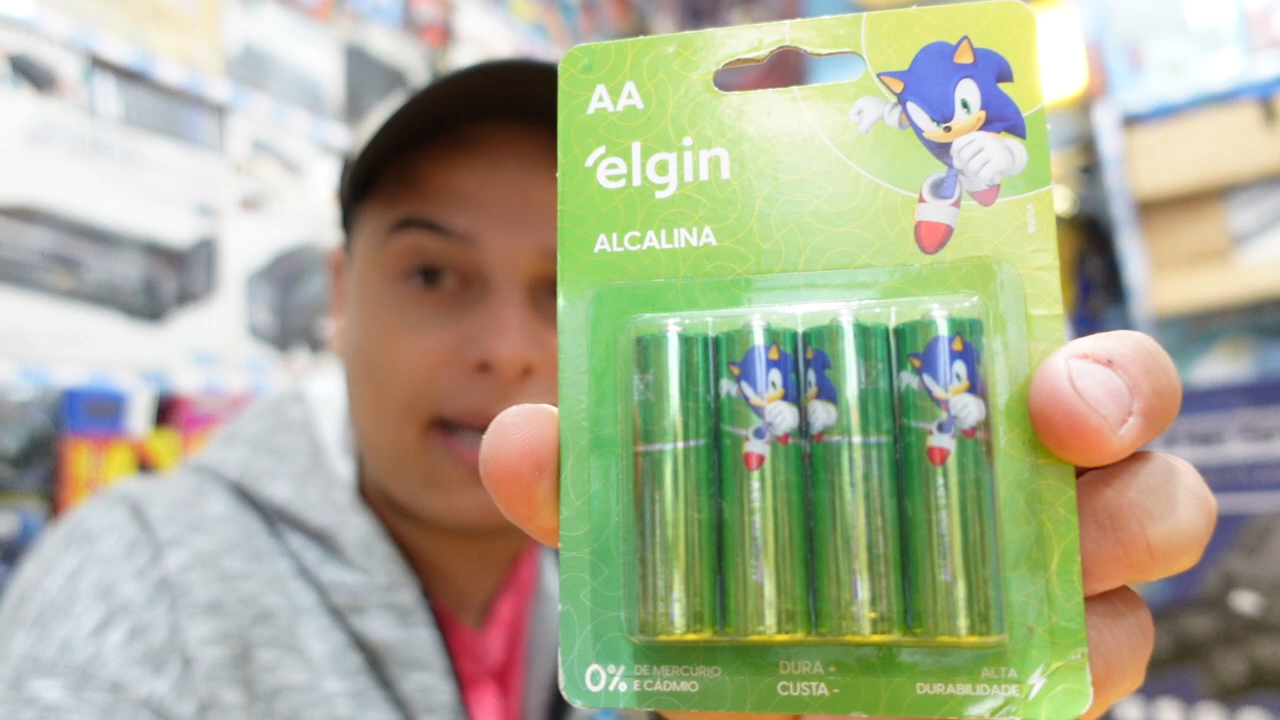 AA
elgin
ALCALINA
0% DE MERCÚRIO
E CÁDMIO
DURA +
CUSTA -
ALTA
DURABILIDADE